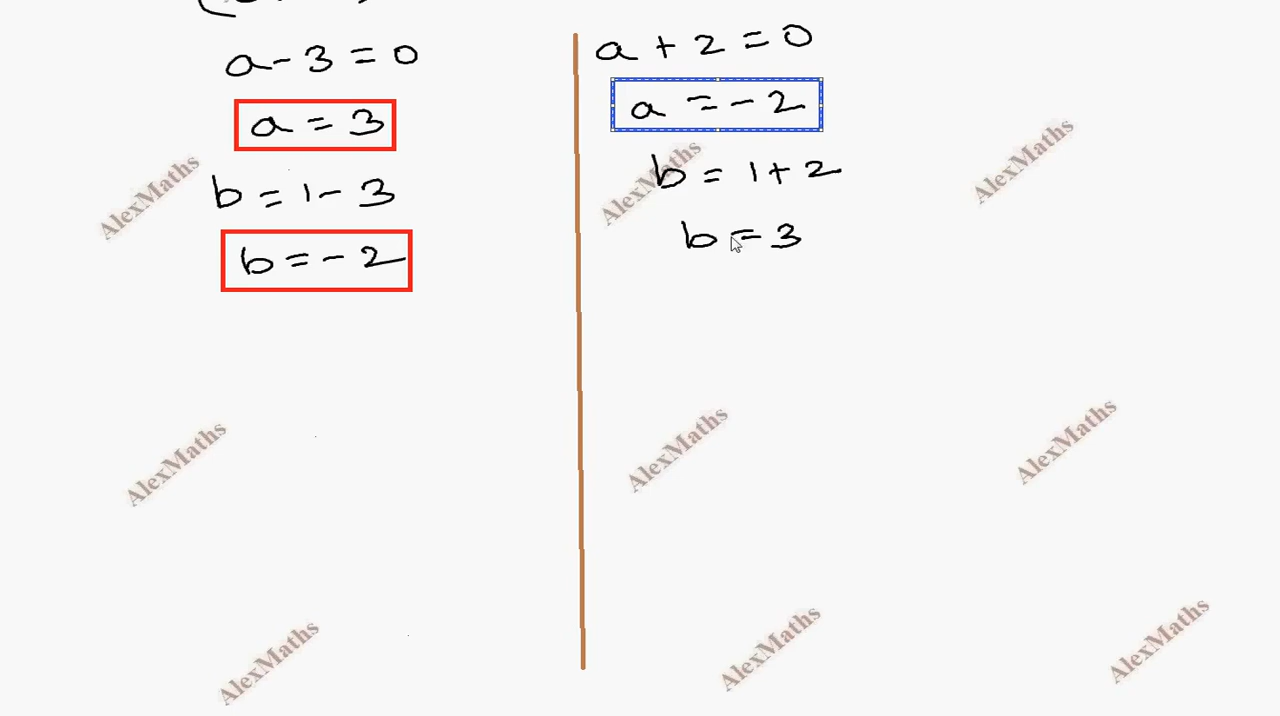 a - 3 = 0
a = 3
b = 1 - 3
b = - 2
a + 2 = 0
a = - 2
b = 1 + 2
b = 3
AlexMaths
AlexMaths
AlexMaths
AlexMaths
AlexMaths
AlexMaths
AlexMaths
AlexMaths
AlexMaths